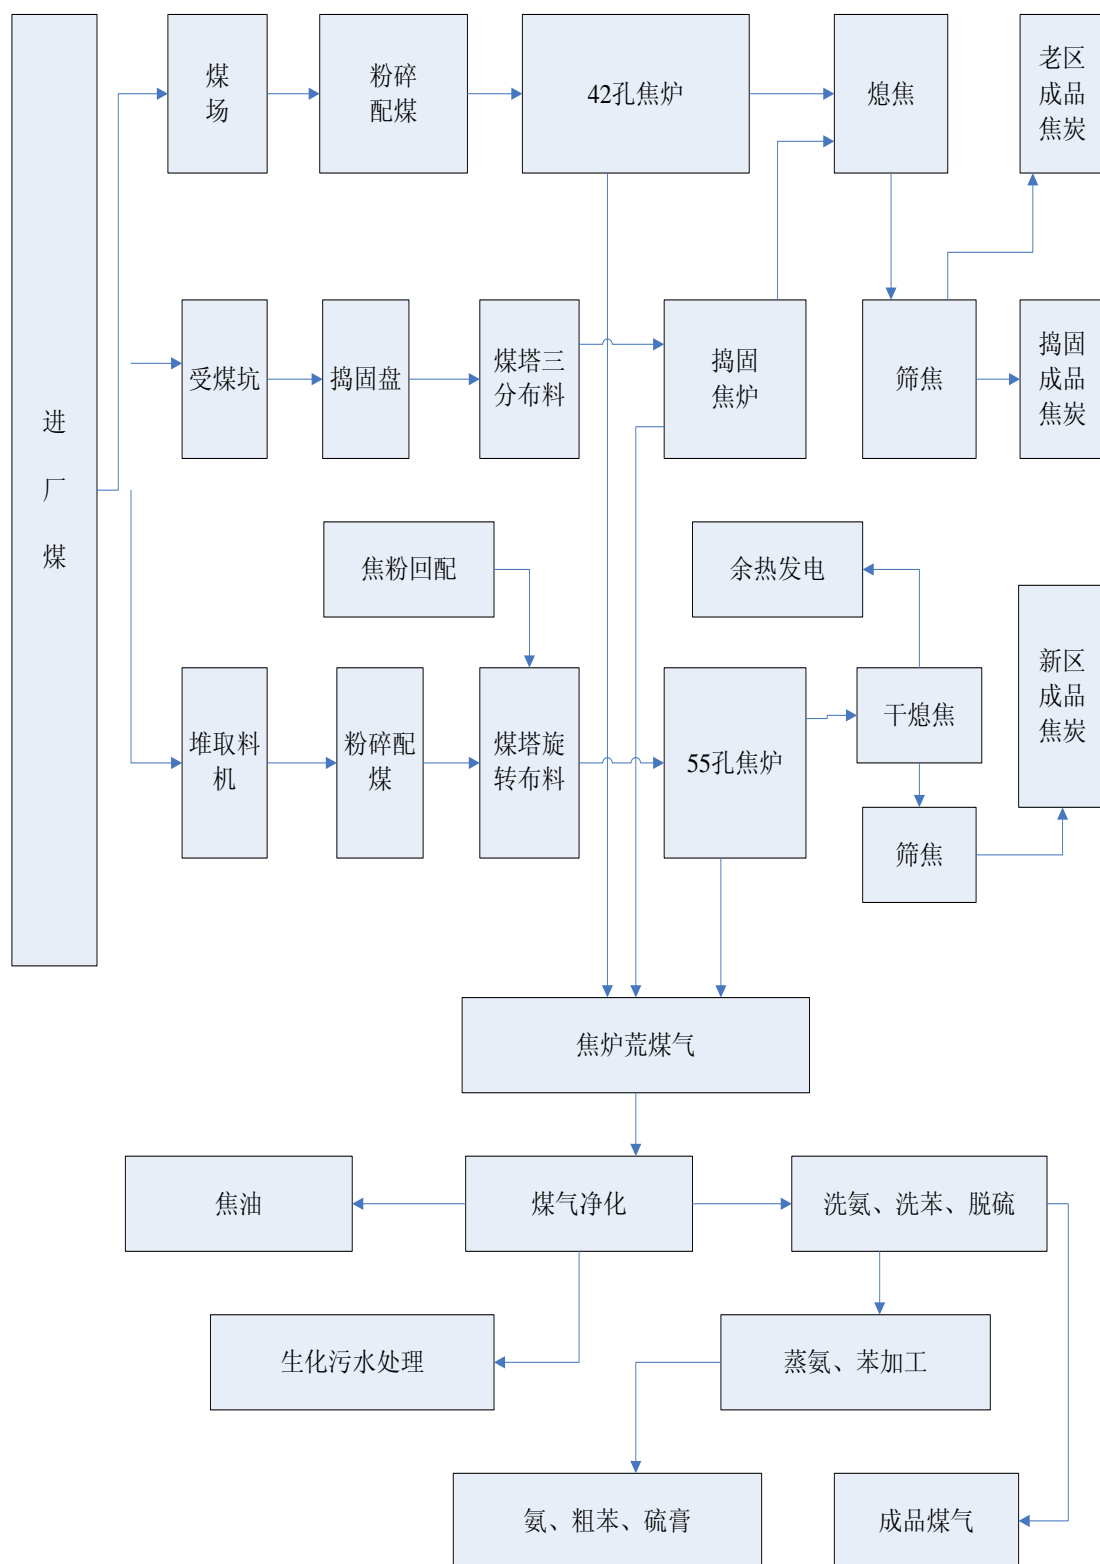 煤
场
粉碎
配煤
42孔焦炉
熄焦
老区
成品
焦炭
进
厂
煤
受煤坑
捣固盘
煤塔三
分布料
捣固
焦炉
筛焦
捣固
成品
焦炭
焦粉回配
余热发电
堆取料
机
粉碎配
煤
煤塔旋
转布料
55孔焦炉
干熄焦
新区
成品
焦炭
筛焦
焦炉荒煤气
焦油
煤气净化
洗氨、洗苯、脱硫
生化污水处理
蒸氨、苯加工
氨、粗苯、硫膏
成品煤气